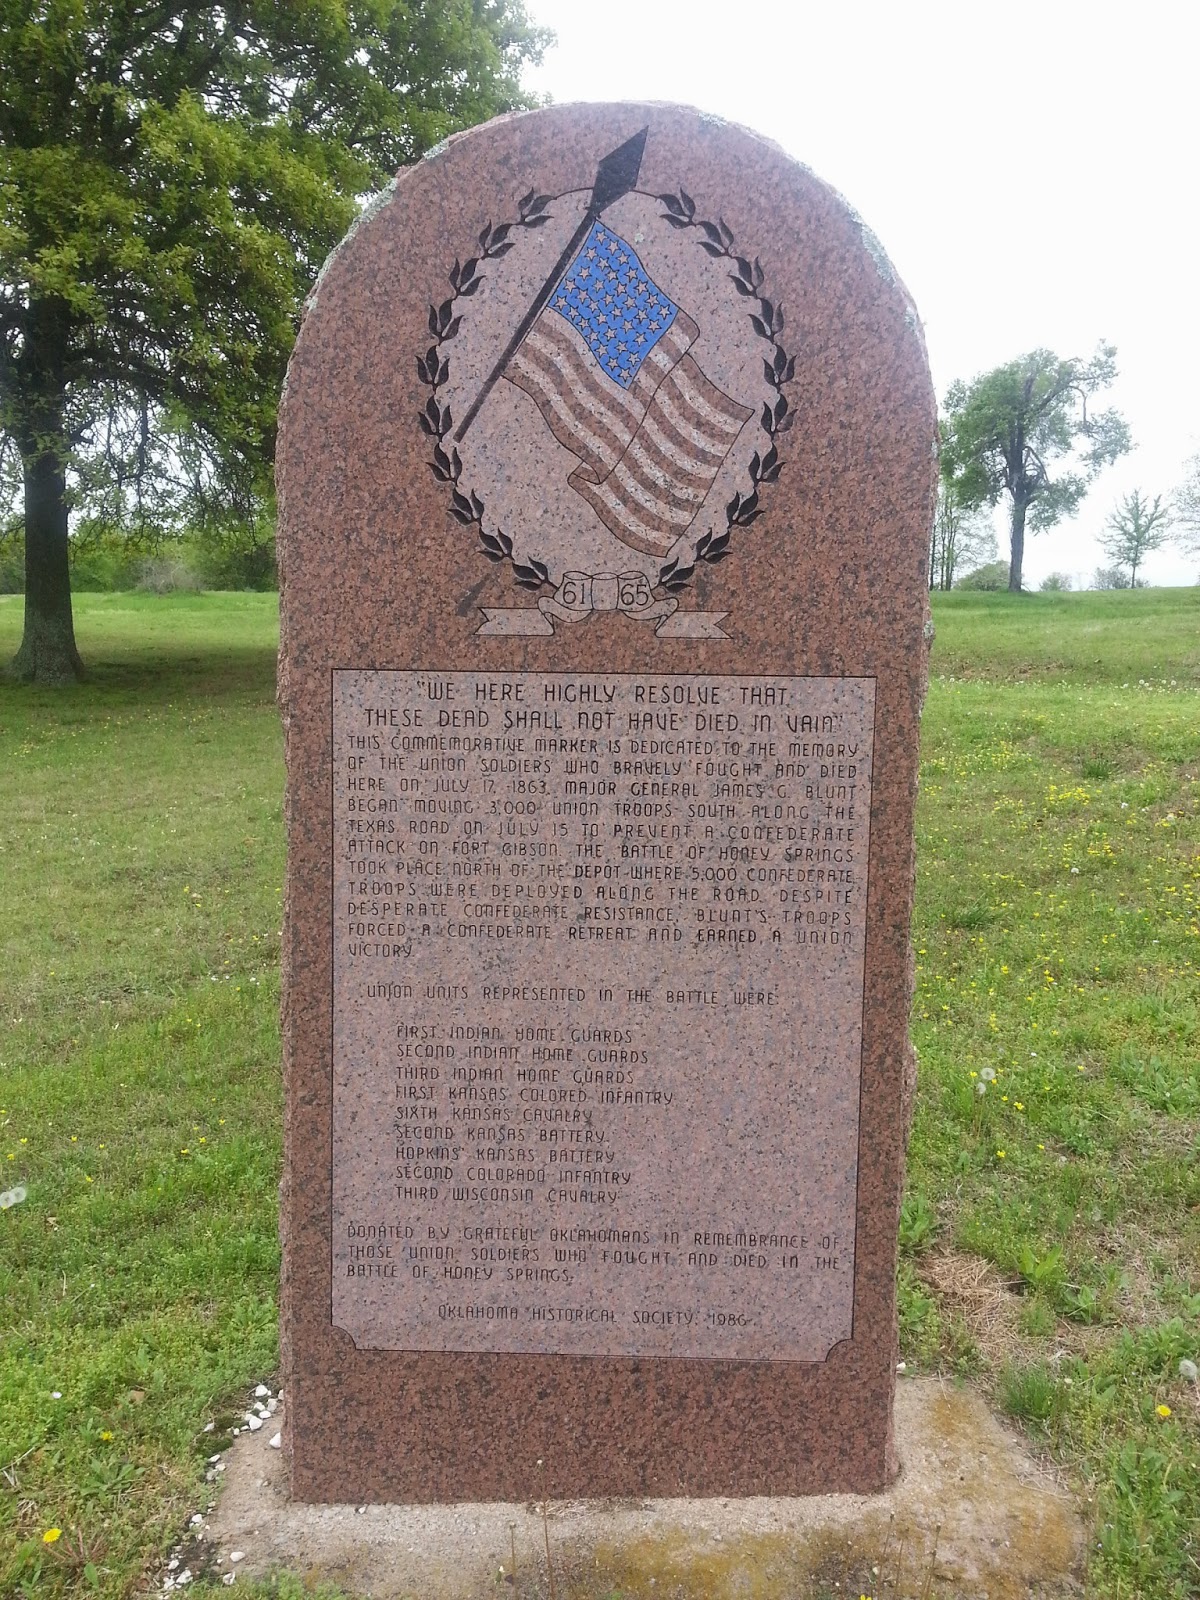 61 65
"WE HERE HIGHLY RESOLVE THAT
THESE DEAD SHALL NOT HAVE DIED IN VAIN"
THIS COMMEMORATIVE MARKER IS DEDICATED TO THE MEMORY
OF THE UNION SOLDIERS WHO BRAVELY FOUGHT AND DIED
HERE ON JULY 17, 1863. MAJOR GENERAL JAMES G. BLUNT
BEGAN MOVING 3,000 UNION TROOPS SOUTH ALONG THE
TEXAS ROAD ON JULY 15 TO PREVENT A CONFEDERATE
ATTACK ON FORT GIBSON. THE BATTLE OF HONEY SPRINGS
TOOK PLACE NORTH OF THE DEPOT WHERE 5,000 CONFEDERATE
TROOPS WERE DEPLOYED ALONG THE ROAD. DESPITE
DESPERATE CONFEDERATE RESISTANCE, BLUNT'S TROOPS
FORCED A CONFEDERATE RETREAT AND EARNED A UNION
VICTORY.
UNION UNITS REPRESENTED IN THE BATTLE WERE:
FIRST INDIAN HOME GUARDS
SECOND INDIAN HOME GUARDS
THIRD INDIAN HOME GUARDS
FIRST KANSAS COLORED INFANTRY
SIXTH KANSAS CAVALRY
SECOND KANSAS BATTERY
HOPKINS' KANSAS BATTERY
SECOND COLORADO INFANTRY
THIRD WISCONSIN CAVALRY
DONATED BY GRATEFUL OKLAHOMANS IN REMEMBRANCE OF
THOSE UNION SOLDIERS WHO FOUGHT AND DIED IN THE
BATTLE OF HONEY SPRINGS.
OKLAHOMA HISTORICAL SOCIETY, 1986